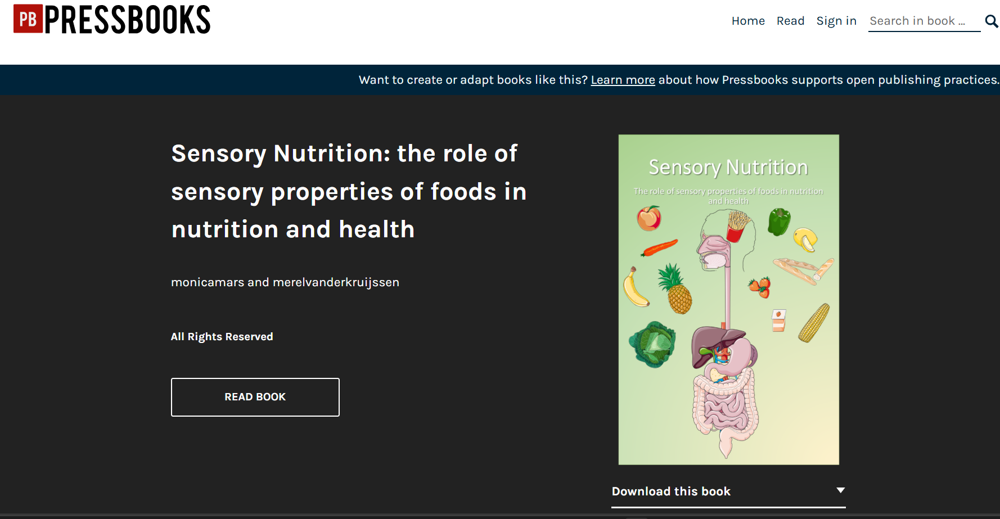 PB PRESSBOOKS
Home Read Sign in Search in book …
Want to create or adapt books like this? Learn more about how Pressbooks supports open publishing practices.
Sensory Nutrition: the role of
sensory properties of foods in
nutrition and health
monicamars and merelvanderkruijssen
All Rights Reserved
READ BOOK
Sensory Nutrition
The role of sensory properties of foods in nutrition
and health
Download this book